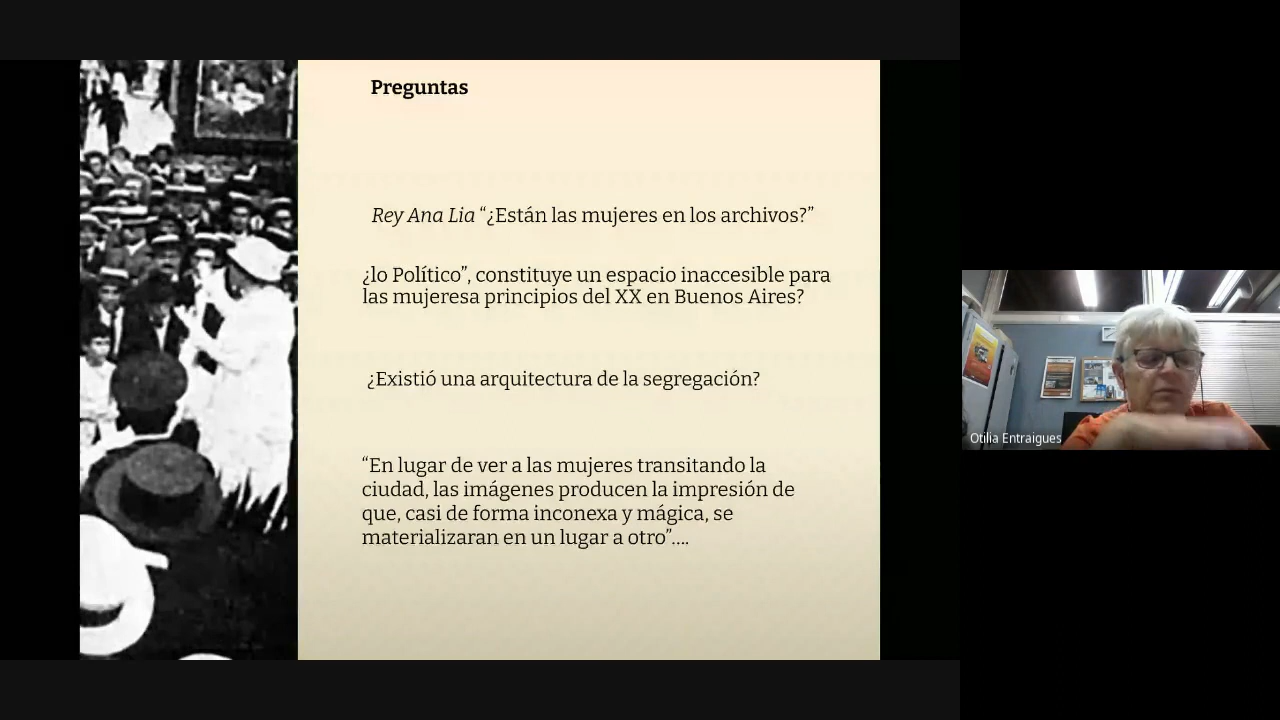 Preguntas
Rey Ana Lia “¿Están las mujeres en los archivos?”
¿lo Político”, constituye un espacio inaccesible para
las mujeresa principios del XX en Buenos Aires?
¿Existió una arquitectura de la segregación?
“En lugar de ver a las mujeres transitando la
ciudad, las imágenes producen la impresión de
que, casi de forma inconexa y mágica, se
materializaran en un lugar a otro”....
Otilia Entraigues